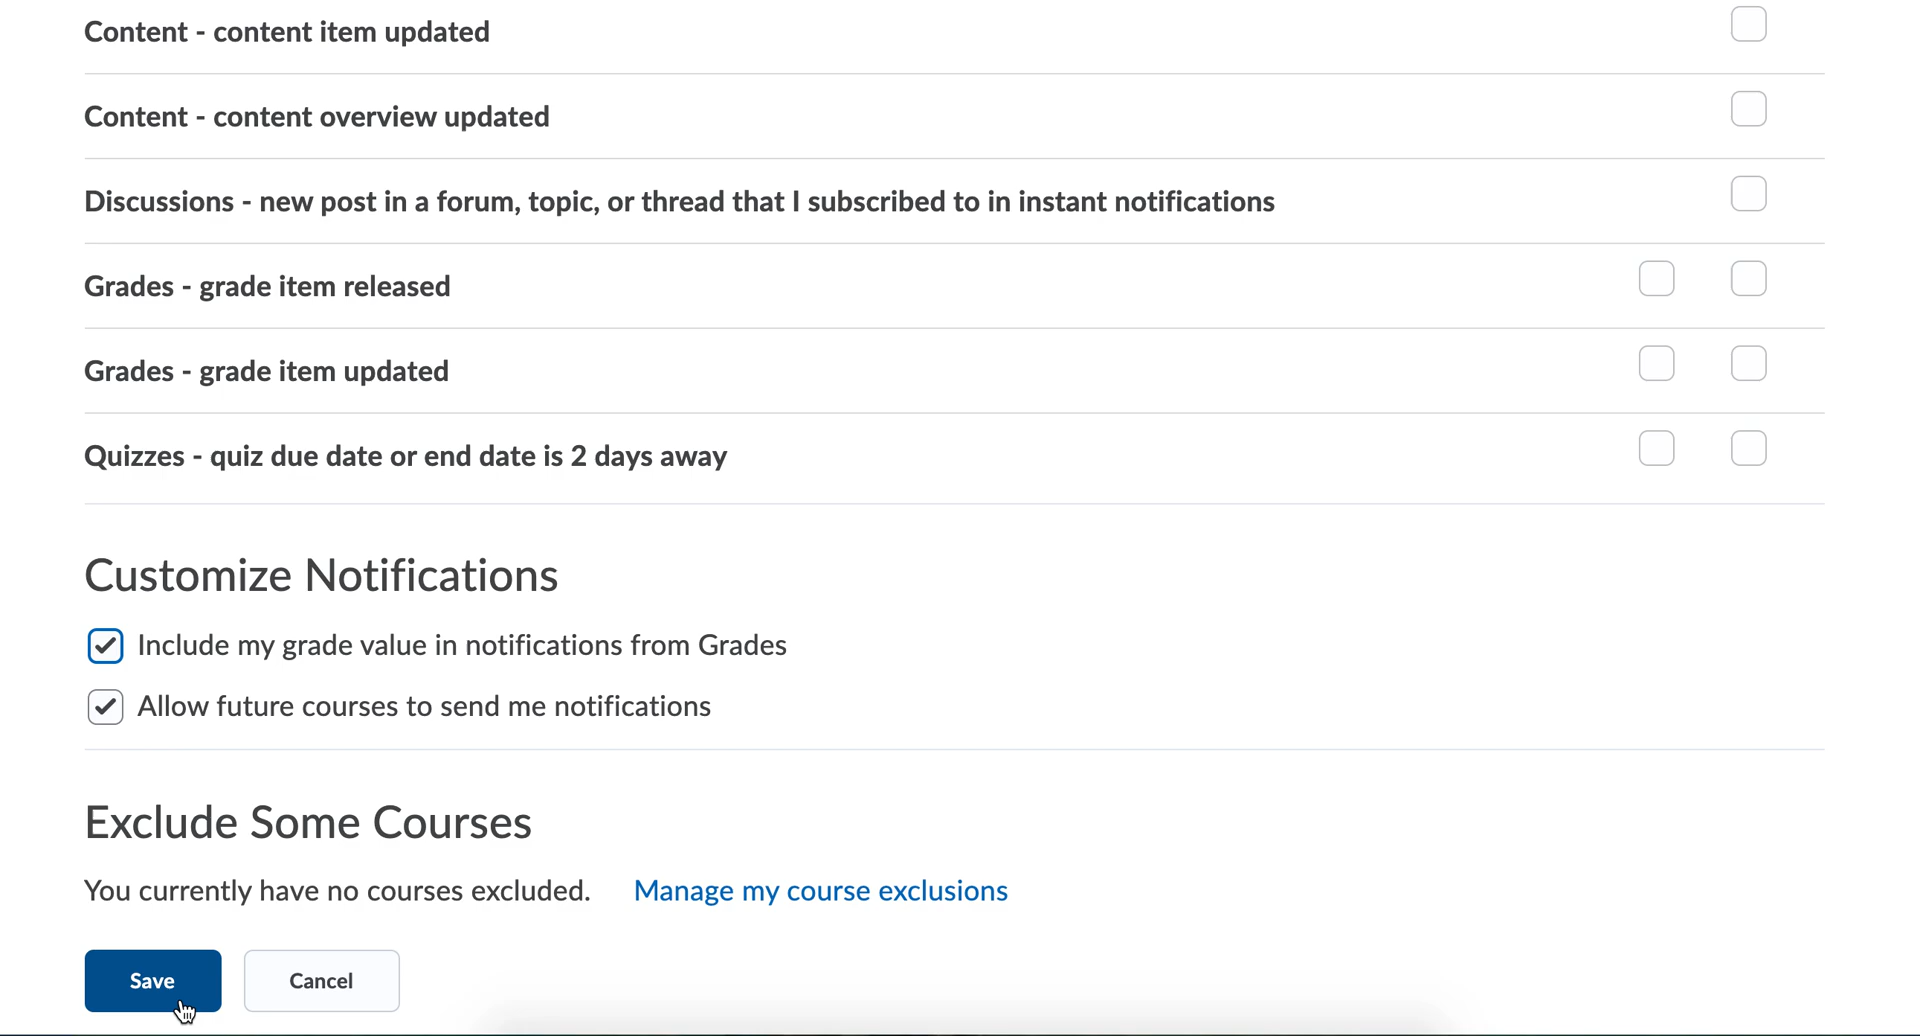 Content - content item updated
Content - content overview updated
Discussions - new post in a forum, topic, or thread that I subscribed to in instant notifications
Grades - grade item released
Grades - grade item updated
Quizzes - quiz due date or end date is 2 days away
Customize Notifications
Include my grade value in notifications from Grades
Allow future courses to send me notifications
Exclude Some Courses
You currently have no courses excluded. Manage my course exclusions
Save Cancel